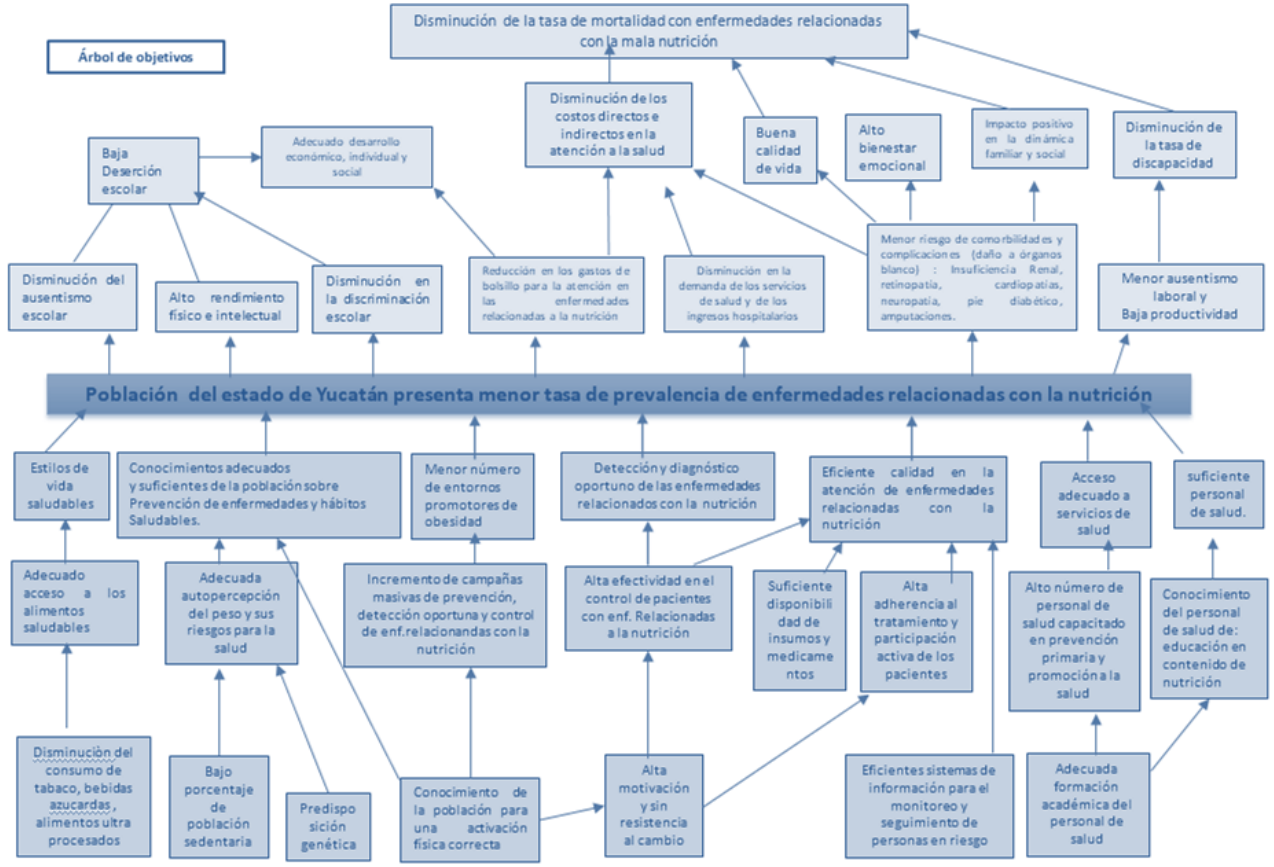 Disminución de la tasa de mortalidad con enfermedades relacionadas
con la mala nutrición
Árbol de objetivos
Baja
Deserción
escolar
Adecuado desarrollo
económico, individual y
social
Disminución de los
costos directos e
indirectos en la
atención a la salud
Buena
calidad
de vida
Alto
bienestar
emocional
Impacto positivo
en la dinámica
familiar y social
Disminución de
la tasa de
discapacidad
Disminución del
ausentismo
escolar
Alto rendimiento
físico e intelectual
Disminución en
la discriminación
escolar
Reducción en los gastos de
bolsillo para la atención en
las enfermedades
relacionadas a la nutrición
Disminución en la
demanda de los servicios
de salud y de los
ingresos hospitalarios
Menor riesgo de comorbilidades y
complicaciones (daño a órganos
blanco) : Insuficiencia Renal,
retinopatía, cardiopatías,
neuropatía, pie diabético,
amputaciones.
Menor ausentismo
laboral y
Baja productividad
Población del estado de Yucatán presenta menor tasa de prevalencia de enfermedades relacionadas con la nutrición
Estilos de
vida
saludables
Conocimientos adecuados
y suficientes de la población sobre
Prevención de enfermedades y hábitos
Saludables.
Menor número
de entornos
promotores de
obesidad
Detección y diagnóstico
oportuno de las enfermedades
relacionados con la nutrición
Eficiente calidad en la
atención de enfermedades
relacionadas con la
nutrición
Acceso
adecuado a
servicios de
salud
suficiente
personal
de salud.
Adecuado
acceso a los
alimentos
saludables
Adecuada
autopercepción
del peso y sus
riesgos para la
salud
Incremento de campañas
masivas de prevención,
detección oportuna y control
de enf.relacionandas con la
nutrición
Alta efectividad en el
control de pacientes
con enf. Relacionadas
a la nutrición
Suficiente
disponibili
dad de
insumos y
medicame
ntos
Alta
adherencia al
tratamiento y
participación
activa de los
pacientes
Alto número de
personal de
salud capacitado
en prevención
primaria y
promoción a la
salud
Conocimiento
del personal
de salud de:
educación en
contenido de
nutrición
Disminuciòn del
consumo de
tabaco, bebidas
azucardas,
alimentos ultra
procesados
Bajo
porcentaje
de
población
sedentaria
Predispo
sición
genética
Conocimiento de
la población para
una activación
física correcta
Alta
motivación
y sin
resistencia
al cambio
Eficientes sistemas de
información para el
monitoreo y
seguimiento de
personas en riesgo
Adecuada
formación
académica del
personal de
salud